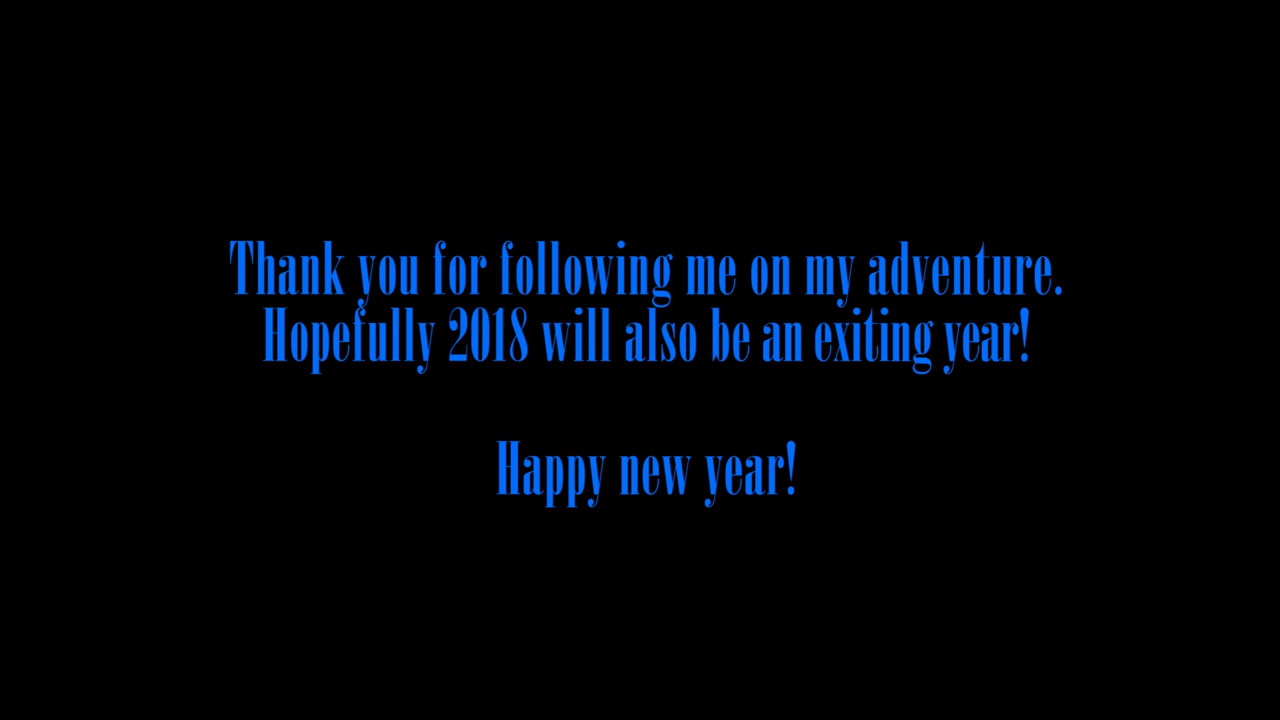 Thank you for following me on my adventure.
Hopefully 2018 will also be an exiting year!
Happy new year!